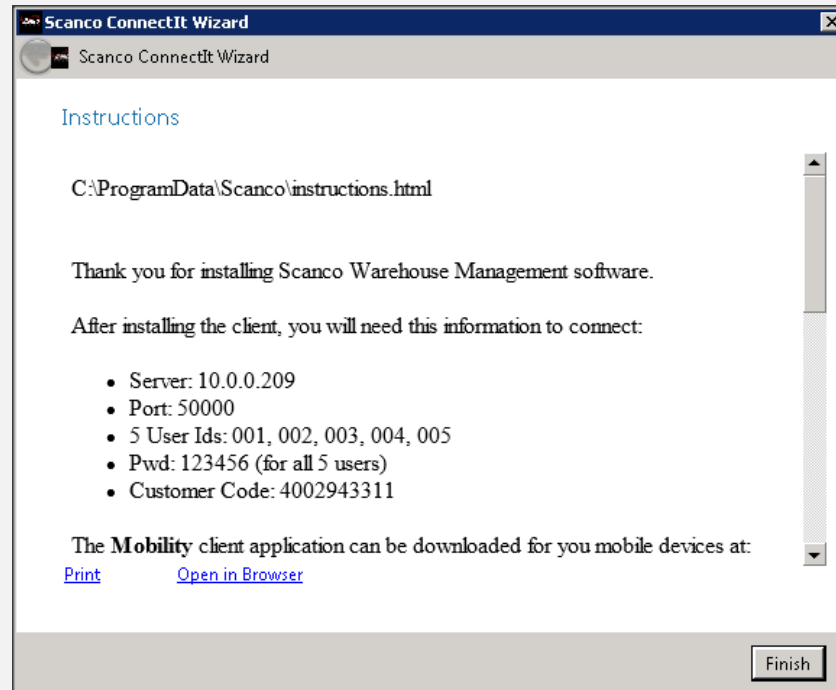 Scanco ConnectIt Wizard
Scanco ConnectIt Wizard
Instructions
C:\ProgramData\Scanco\instructions.html
Thank you for installing Scanco Warehouse Management software.
After installing the client, you will need this information to connect:
• Server: 10.0.0.209
• Port: 50000
• 5 User Ids: 001, 002, 003, 004, 005
• Pwd: 123456 (for all 5 users)
• Customer Code: 4002943311
The Mobility client application can be downloaded for you mobile devices at:
Print Open in Browser
Finish